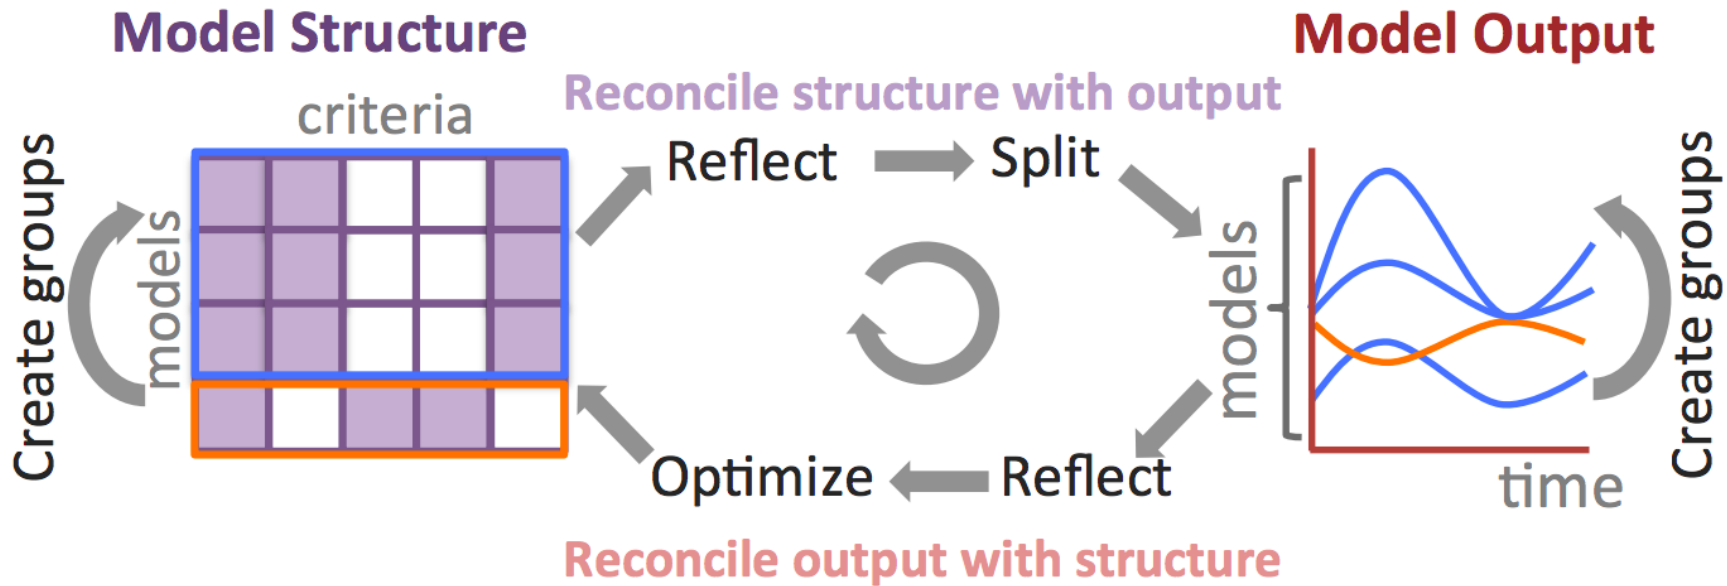 Model Structure
Model Output
Reconcile structure with output
criteria
Create groups
models
Reflect
Split
models
Create groups
Optimize
Reflect
time
Reconcile output with structure